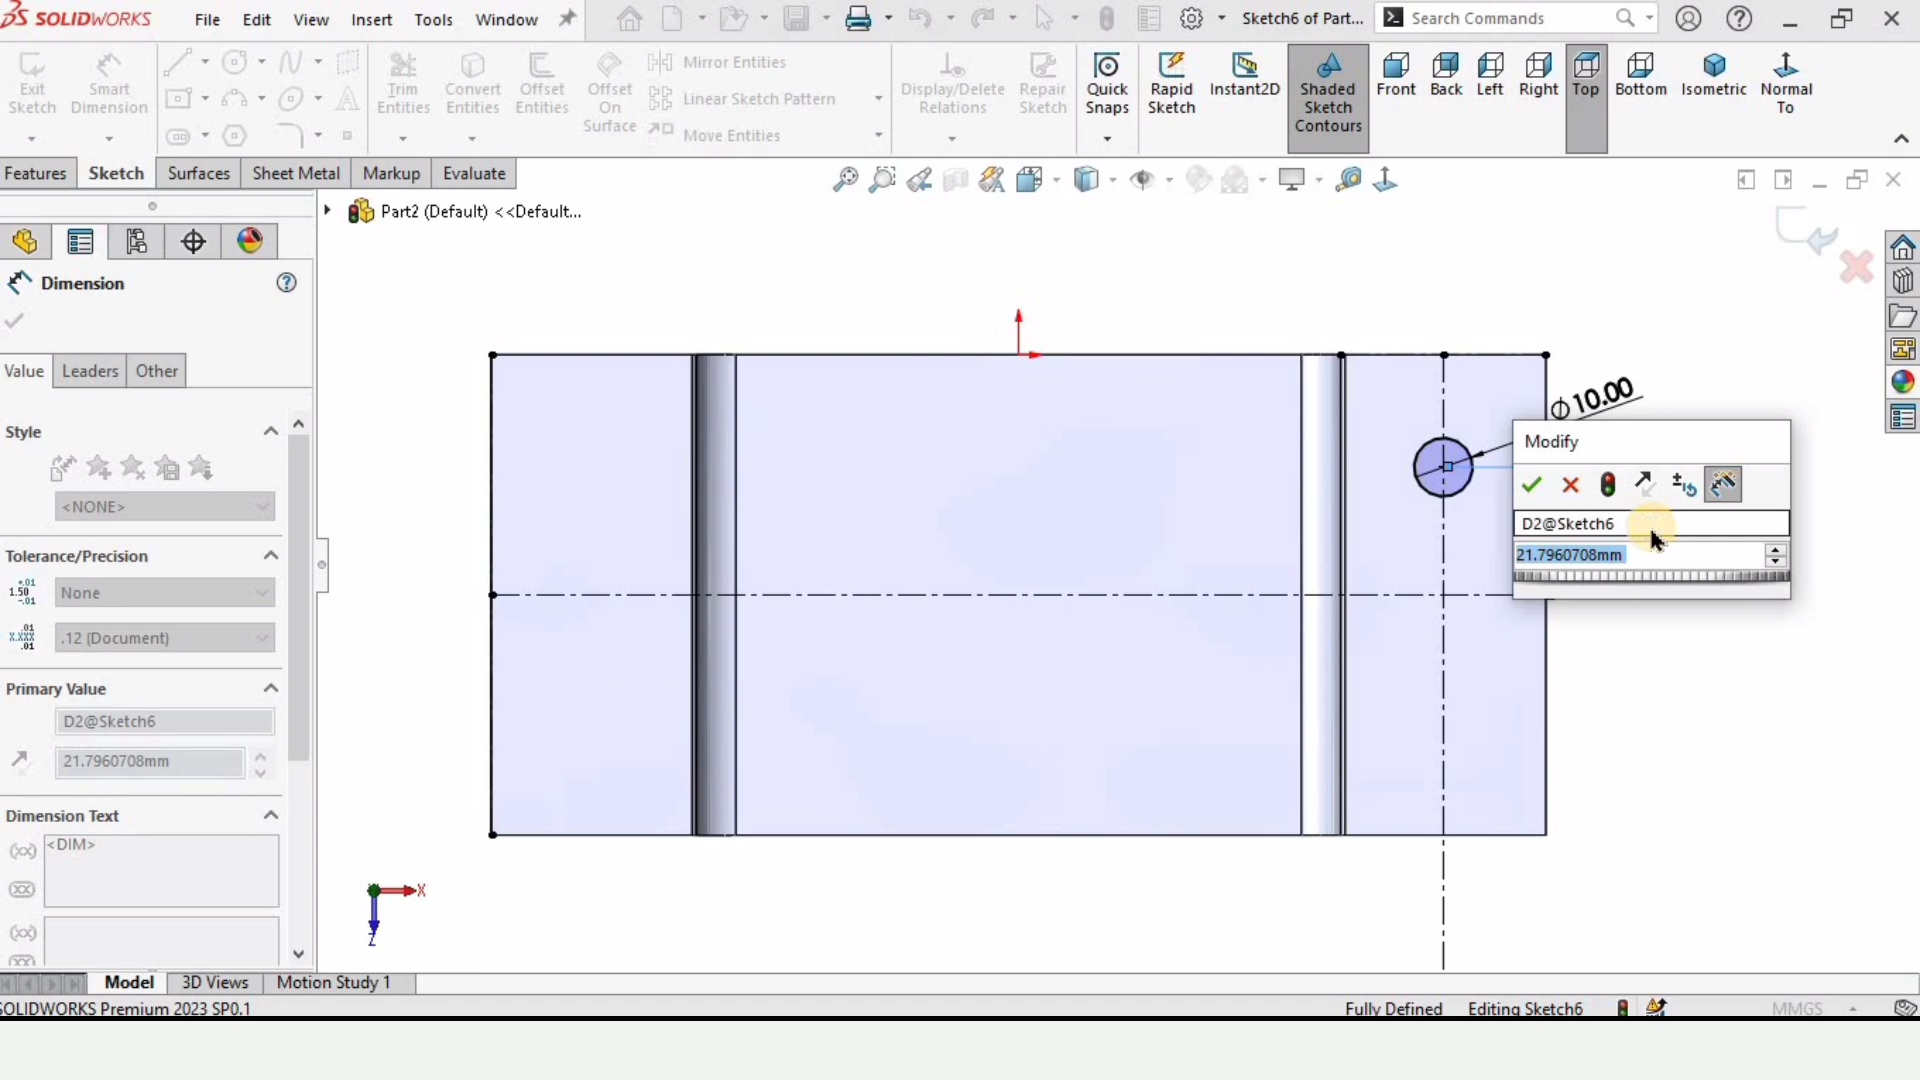 SOLIDWORKS File Edit View Insert Tools Window Sketch6 of Part... Search Commands
Exit Sketch
Smart Dimension
Trim Entities
Convert Entities
Offset Entities
Offset On Surface
Mirror Entities
Linear Sketch Pattern
Move Entities
Display/Delete Relations
Repair Sketch
Quick Snaps
Rapid Sketch
Instant2D
Shaded Sketch Contours
Front Back Left Right Top Bottom Isometric
Normal To
Features Sketch Surfaces Sheet Metal Markup Evaluate
Part2 (Default) <<Default...
Dimension
Value Leaders Other
Style
<NONE>
Tolerance/Precision
None
.12 (Document)
Primary Value
D2@Sketch6
21.7960708mm
Dimension Text
<DIM>
∅10.00
Modify
D2@Sketch6
21.7960708mm
X
Z
Model 3D Views Motion Study 1
SOLIDWORKS Premium 2023 SP0.1 Fully Defined Editing Sketch6 MMGS